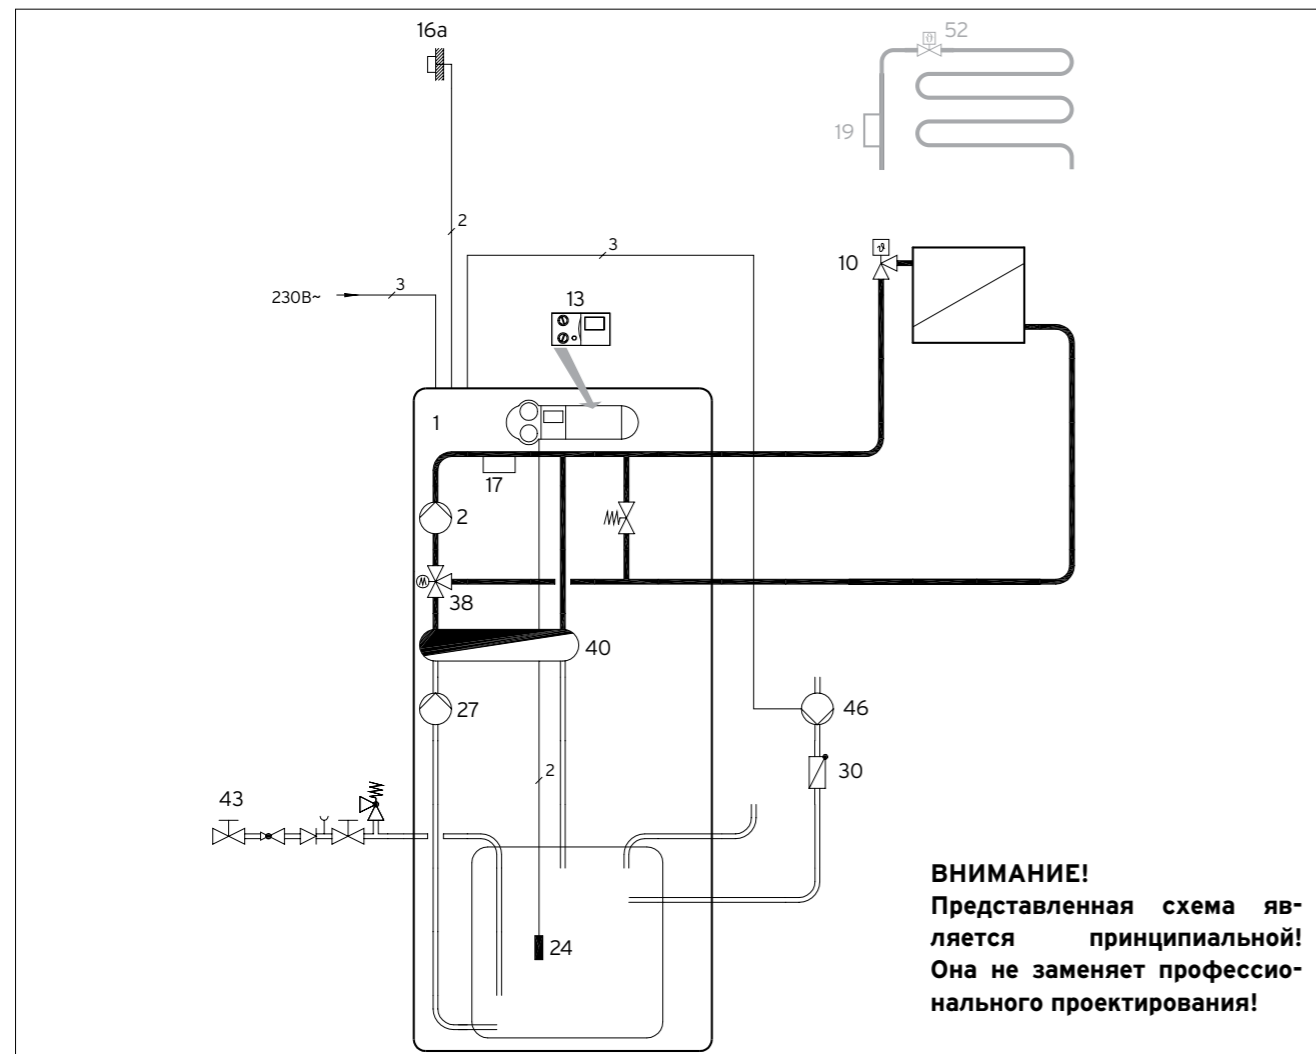 16a
52
19
2
3
10
3
230В~
13
1
17
2
38
40
27
46
2
30
43
24
ВНИМАНИЕ!
Представленная схема яв-
ляется принципиальной!
Она не заменяет профессио-
нального проектирования!